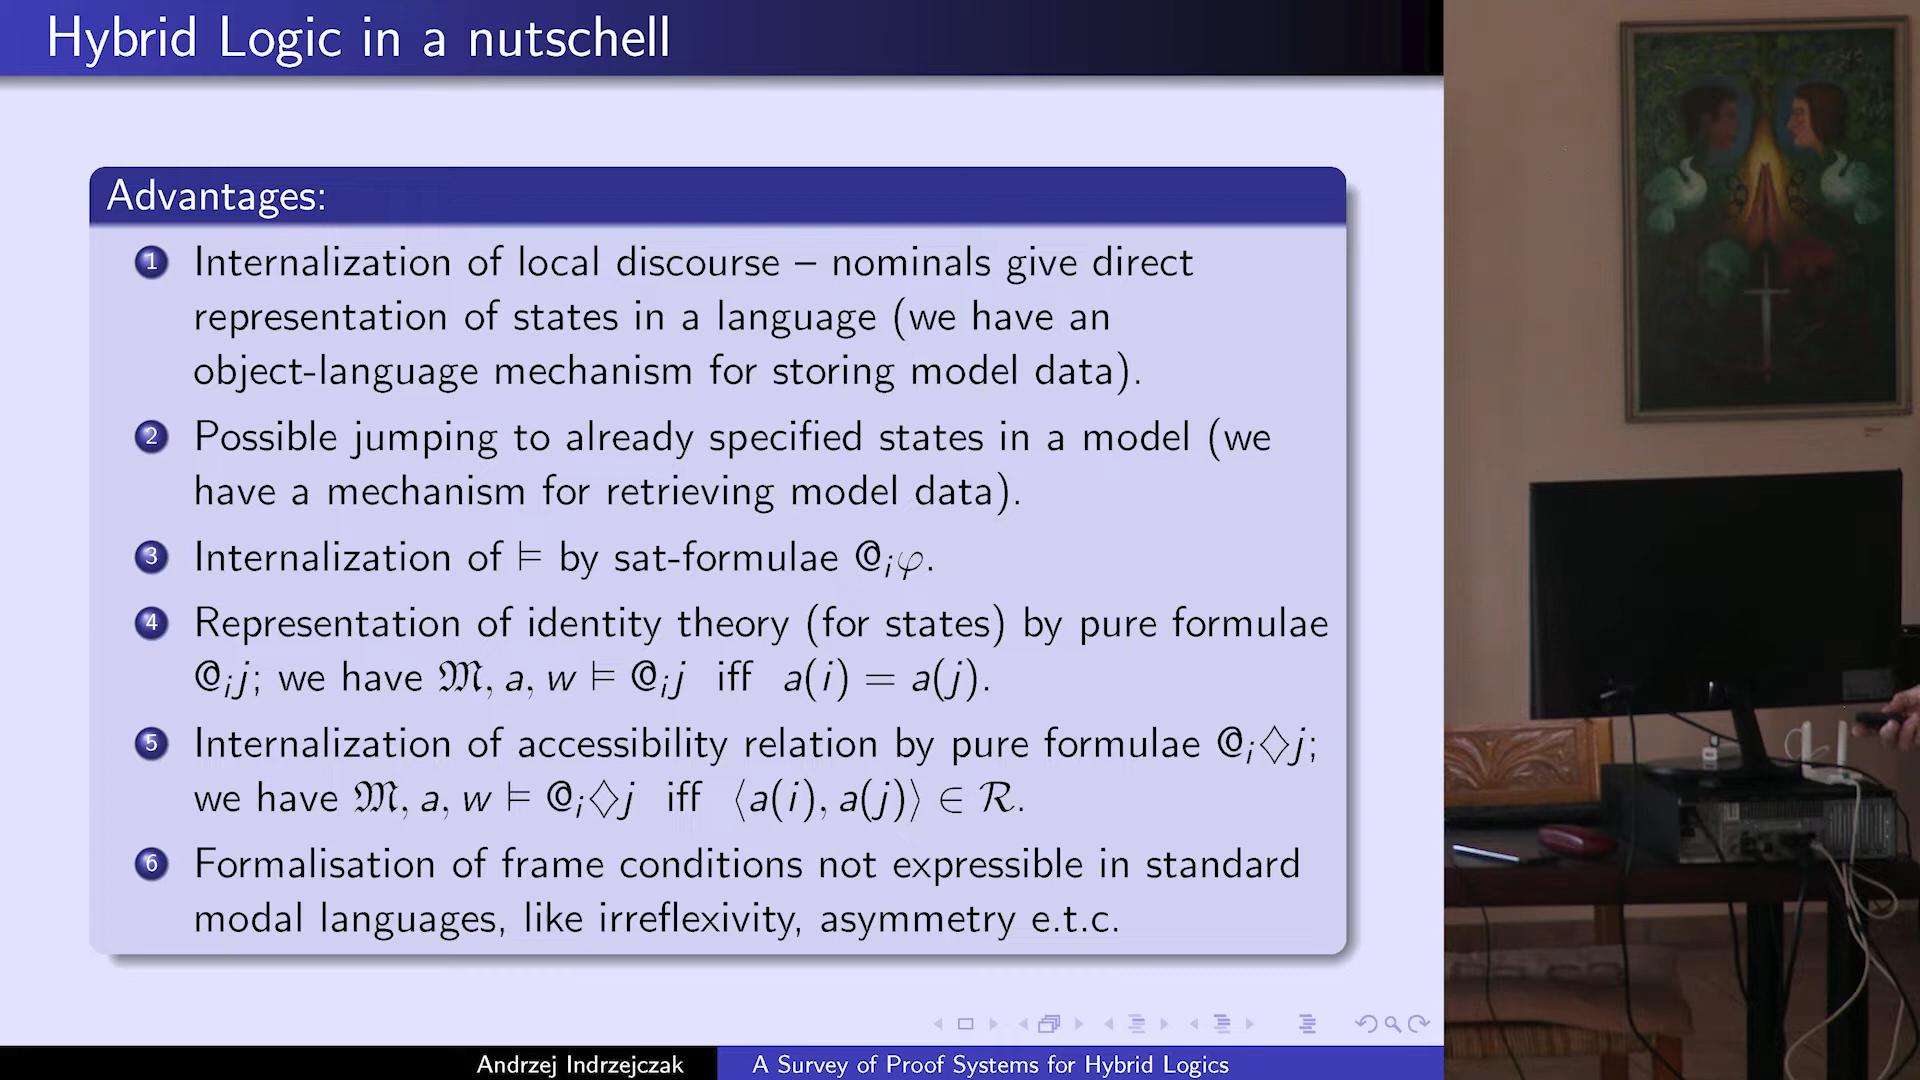 Hybrid Logic in a nutschell
Advantages:
1 Internalization of local discourse – nominals give direct
representation of states in a language (we have an
object-language mechanism for storing model data).
2 Possible jumping to already specified states in a model (we
have a mechanism for retrieving model data).
3 Internalization of ⊨ by sat-formulae @ᵢφ.
4 Representation of identity theory (for states) by pure formulae
@ᵢj; we have 𝔐, a, w ⊨ @ᵢj iff a(i) = a(j).
5 Internalization of accessibility relation by pure formulae @ᵢ◇j;
we have 𝔐, a, w ⊨ @ᵢ◇j iff ⟨a(i), a(j)⟩ ∈ ℛ.
6 Formalisation of frame conditions not expressible in standard
modal languages, like irreflexivity, asymmetry e.t.c.
Andrzej Indrzejczak A Survey of Proof Systems for Hybrid Logics